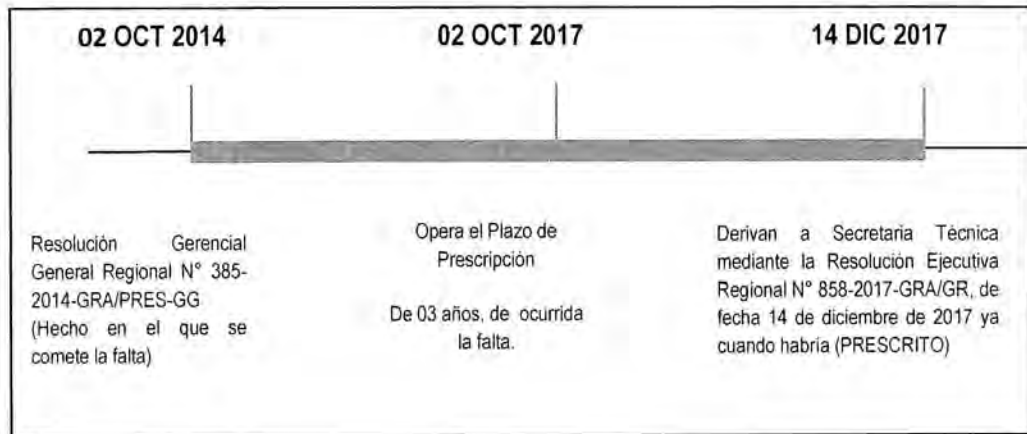 02 OCT 2014
02 OCT 2017
14 DIC 2017
Resolución Gerencial
General Regional N° 385-
2014-GRA/PRES-GG
(Hecho en el que se
comete la falta)
Opera el Plazo de
Prescripción
De 03 años, de ocurrida
la falta.
Derivan a Secretaria Técnica
mediante la Resolución Ejecutiva
Regional N° 858-2017-GRA/GR, de
fecha 14 de diciembre de 2017 ya
cuando habría (PRESCRITO)